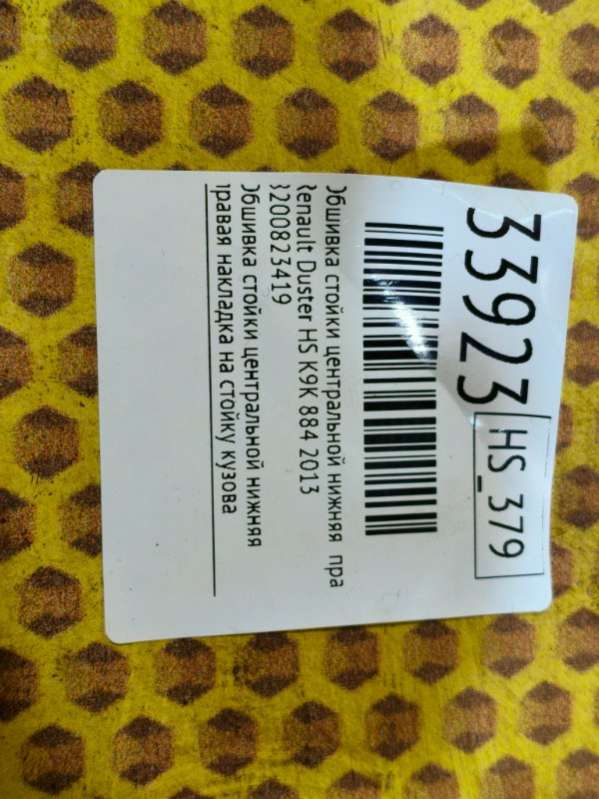 33923 HS_379
Обшивка стойки центральной нижняя пра
Renault Duster HS K9K 884 2013
8200823419
Обшивка стойки центральной нижняя
правая накладка на стойку кузова